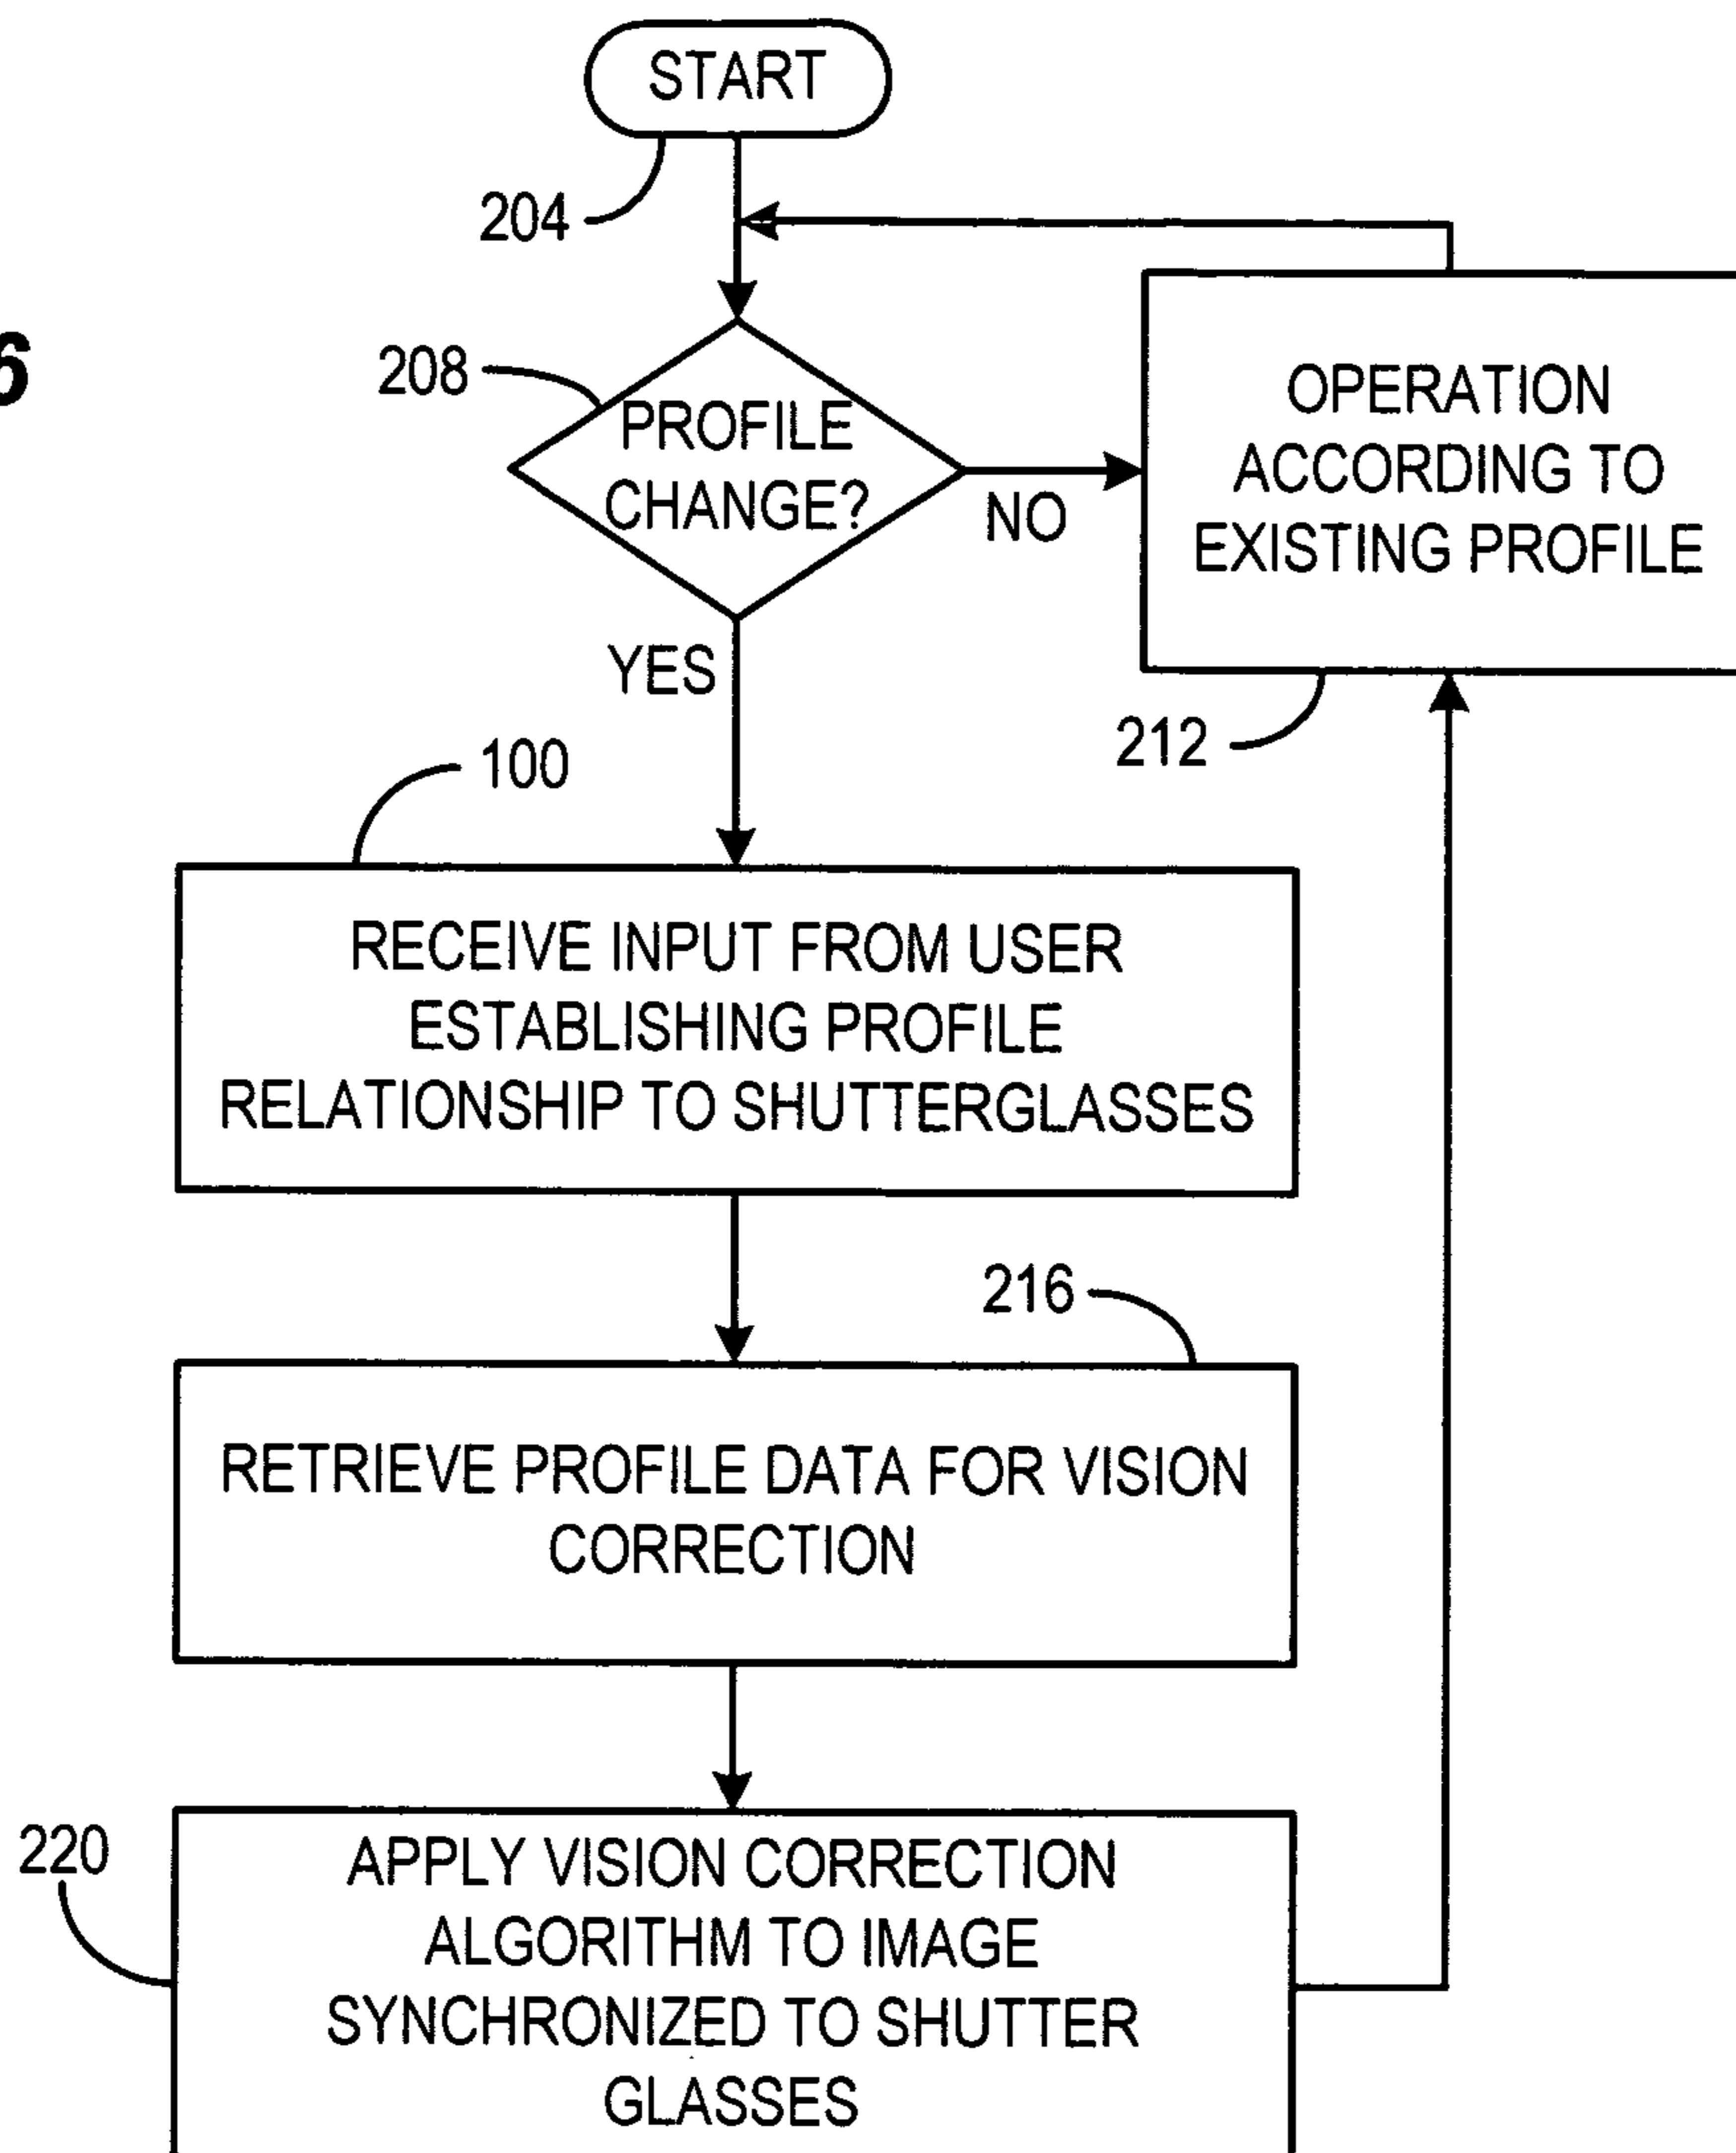 START
204
6
208
PROFILE
CHANGE?
NO
OPERATION
ACCORDING TO
EXISTING PROFILE
YES
212
100
RECEIVE INPUT FROM USER
ESTABLISHING PROFILE
RELATIONSHIP TO SHUTTERGLASSES
216
RETRIEVE PROFILE DATA FOR VISION
CORRECTION
220
APPLY VISION CORRECTION
ALGORITHM TO IMAGE
SYNCHRONIZED TO SHUTTER
GLASSES